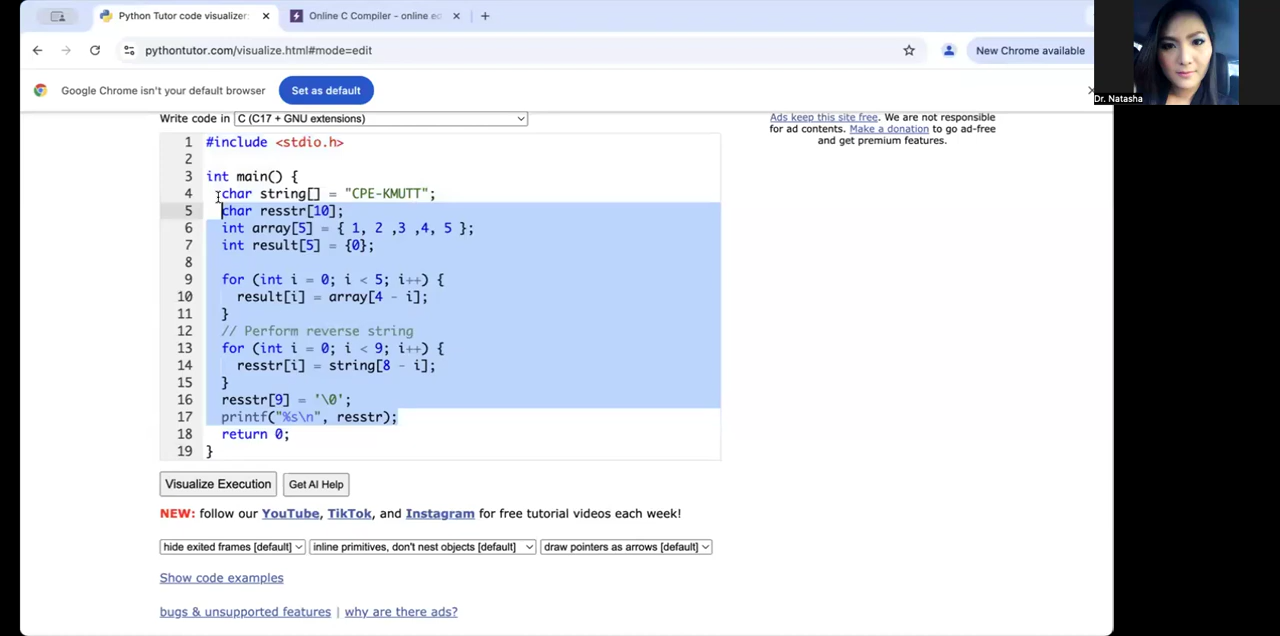 Python Tutor code visualizer:
Online C Compiler - online ed
pythontutor.com/visualize.html#mode=edit
New Chrome available
Google Chrome isn't your default browser
Set as default
Dr. Natasha
Write code in C (C17 + GNU extensions)
Ads keep this site free. We are not responsible
for ad contents. Make a donation to go ad-free
and get premium features.
1 #include <stdio.h>
2
3 int main() {
4 char string[] = "CPE-KMUTT";
5 char resstr[10];
6 int array[5] = { 1, 2 ,3 ,4, 5 };
7 int result[5] = {0};
8
9 for (int i = 0; i < 5; i++) {
10 result[i] = array[4 - i];
11 }
12 // Perform reverse string
13 for (int i = 0; i < 9; i++) {
14 resstr[i] = string[8 - i];
15 }
16 resstr[9] = '\0';
17 printf("%s\n", resstr);
18 return 0;
19 }
Visualize Execution Get AI Help
NEW: follow our YouTube, TikTok, and Instagram for free tutorial videos each week!
hide exited frames [default] inline primitives, don't nest objects [default] draw pointers as arrows [default]
Show code examples
bugs & unsupported features | why are there ads?